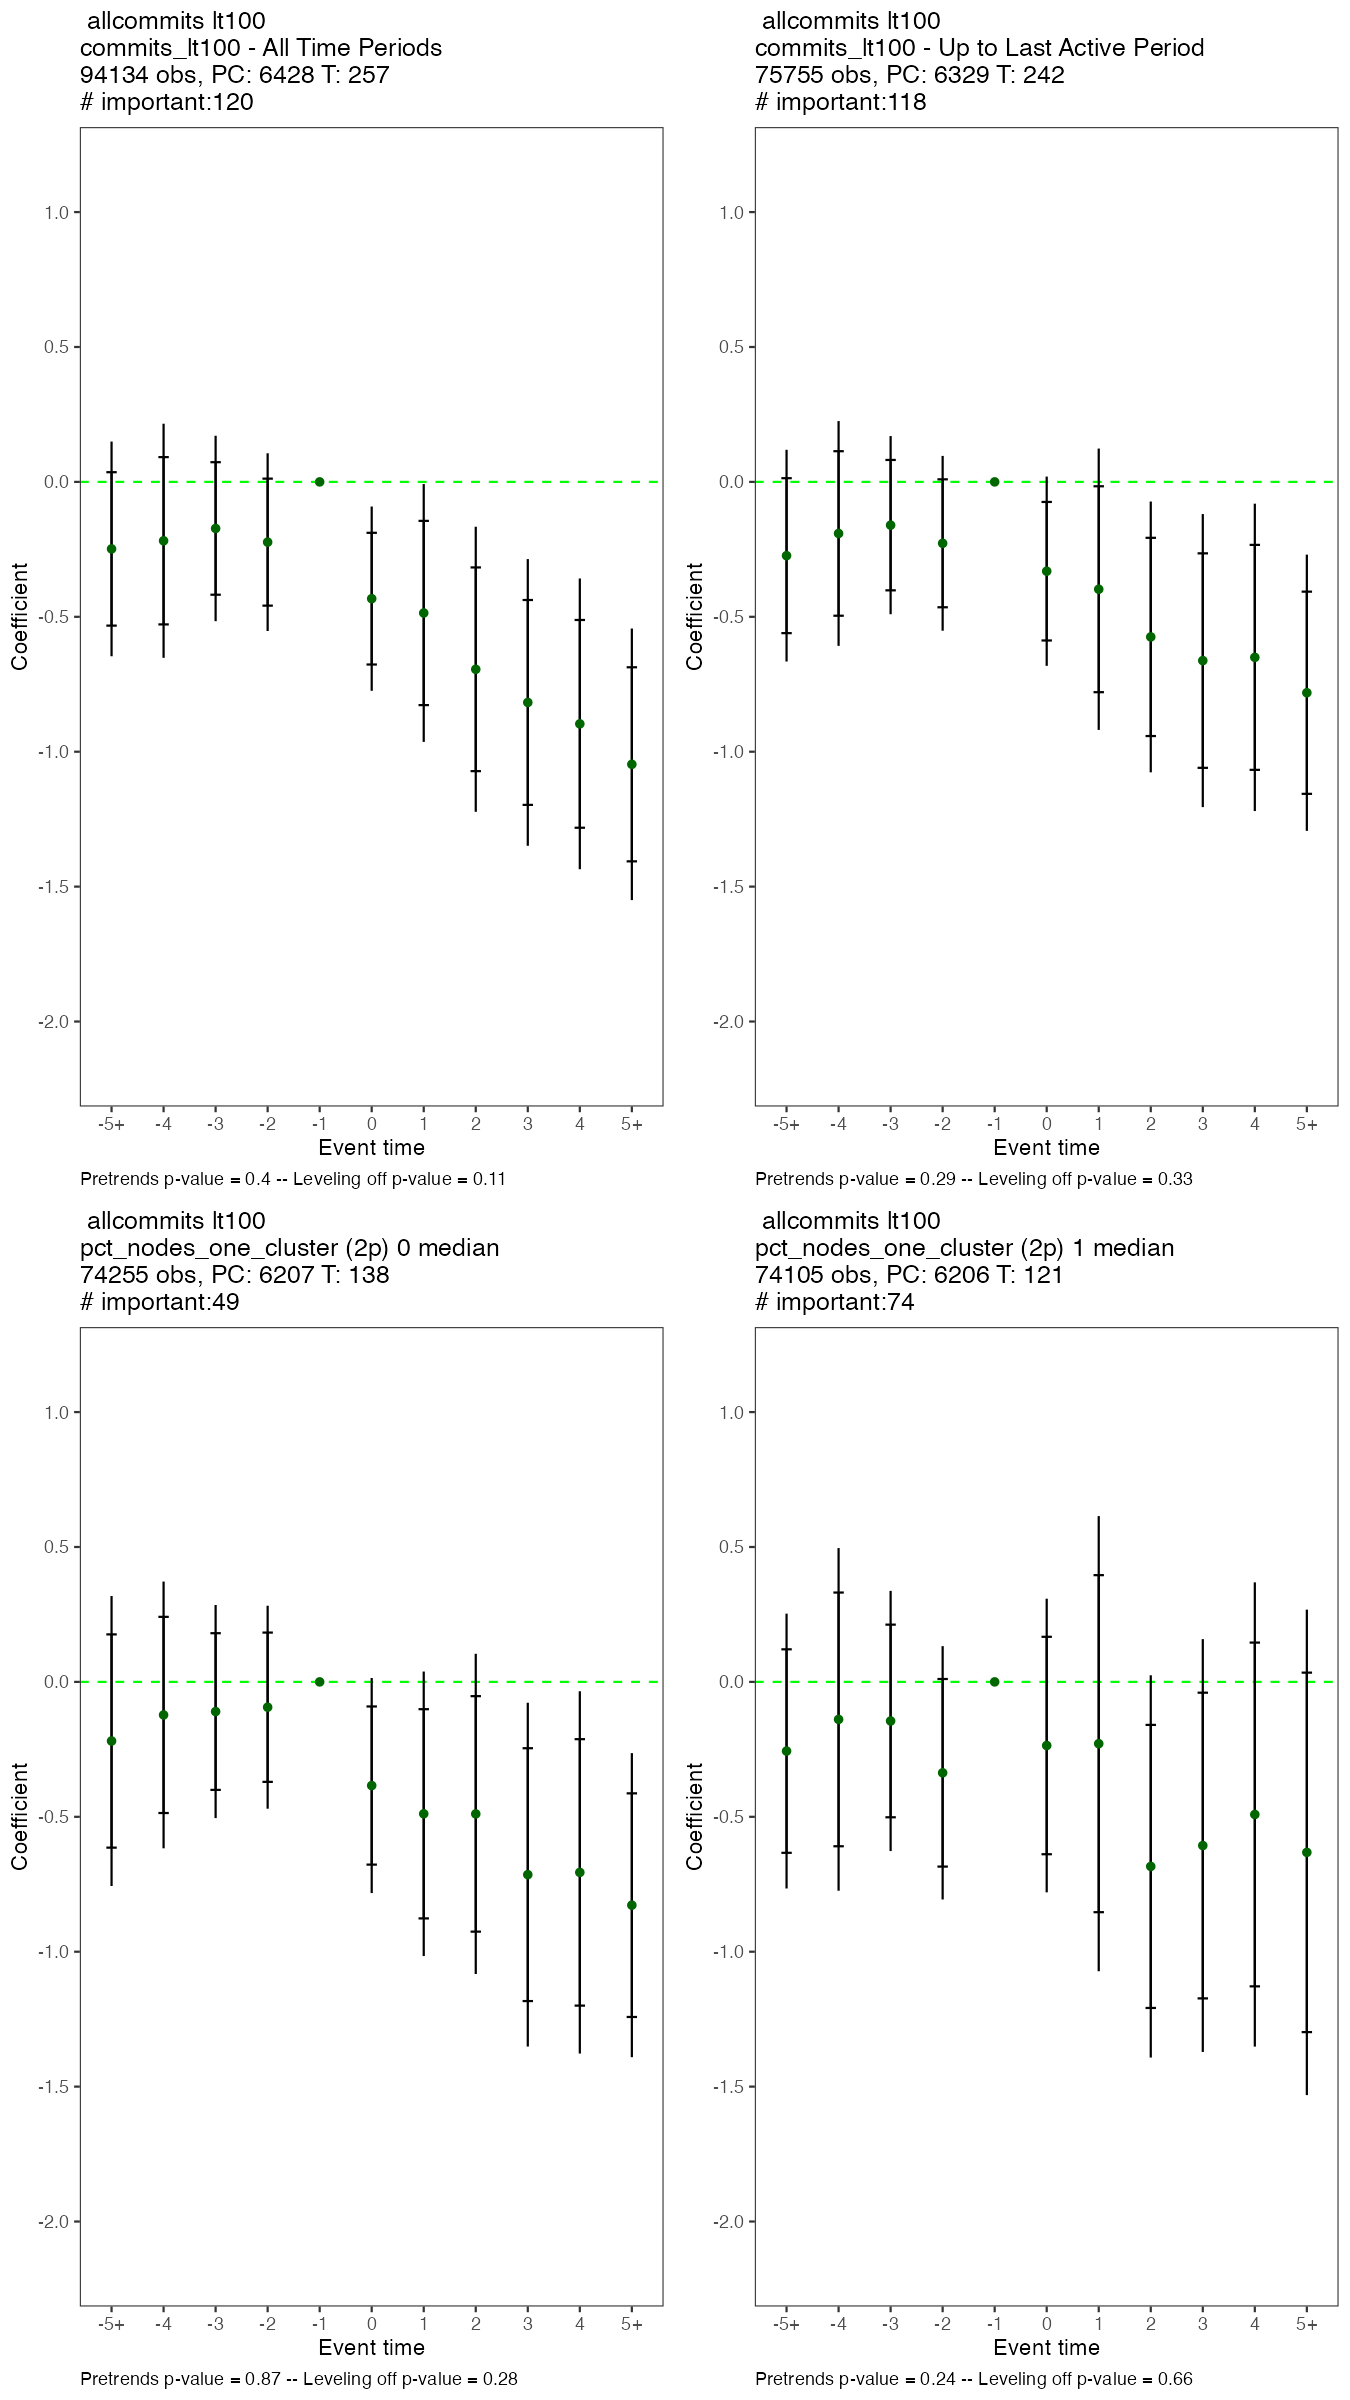 allcommits lt100
commits_lt100 - All Time Periods
94134 obs, PC: 6428 T: 257
# important:120
1.0
0.5
0.0
-0.5
-1.0
-1.5
-2.0
Coefficient
-5+ -4 -3 -2 -1 0 1 2 3 4 5+
Event time
Pretrends p-value = 0.4 -- Leveling off p-value = 0.11
allcommits lt100
commits_lt100 - Up to Last Active Period
75755 obs, PC: 6329 T: 242
# important:118
1.0
0.5
0.0
-0.5
-1.0
-1.5
-2.0
Coefficient
-5+ -4 -3 -2 -1 0 1 2 3 4 5+
Event time
Pretrends p-value = 0.29 -- Leveling off p-value = 0.33
allcommits lt100
pct_nodes_one_cluster (2p) 0 median
74255 obs, PC: 6207 T: 138
# important:49
1.0
0.5
0.0
-0.5
-1.0
-1.5
-2.0
Coefficient
-5+ -4 -3 -2 -1 0 1 2 3 4 5+
Event time
Pretrends p-value = 0.87 -- Leveling off p-value = 0.28
allcommits lt100
pct_nodes_one_cluster (2p) 1 median
74105 obs, PC: 6206 T: 121
# important:74
1.0
0.5
0.0
-0.5
-1.0
-1.5
-2.0
Coefficient
-5+ -4 -3 -2 -1 0 1 2 3 4 5+
Event time
Pretrends p-value = 0.24 -- Leveling off p-value = 0.66